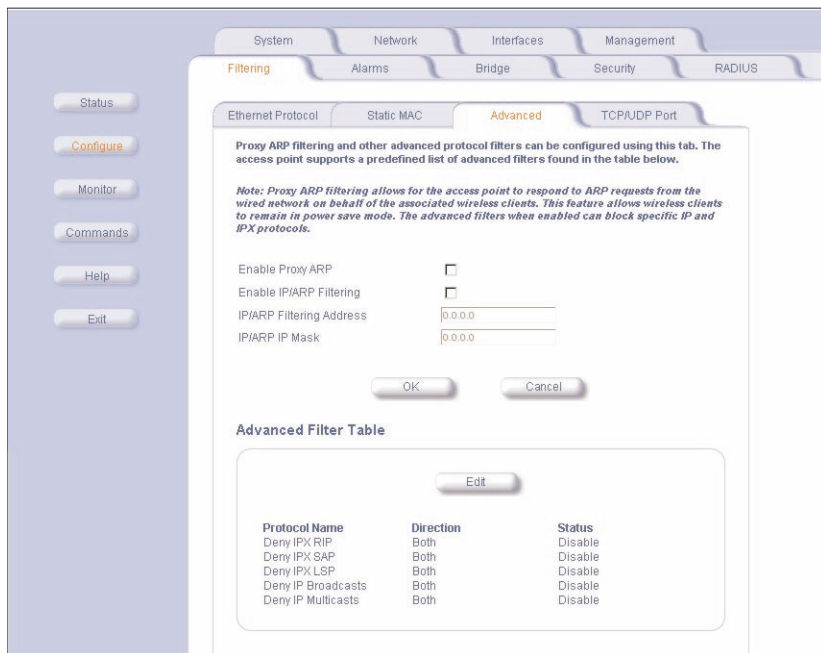 System Network Interfaces Management
Filtering Alarms Bridge Security RADIUS
Status
Configure
Monitor
Commands
Help
Exit
Ethernet Protocol Static MAC Advanced TCP/UDP Port
Proxy ARP filtering and other advanced protocol filters can be configured using this tab. The
access point supports a predefined list of advanced filters found in the table below.
Note: Proxy ARP filtering allows for the access point to respond to ARP requests from the
wired network on behalf of the associated wireless clients. This feature allows wireless clients
to remain in power save mode. The advanced filters when enabled can block specific IP and
IPX protocols.
Enable Proxy ARP
Enable IP/ARP Filtering
IP/ARP Filtering Address 0.0.0.0
IP/ARP IP Mask 0.0.0.0
OK Cancel
Advanced Filter Table
Edit
Protocol Name Direction Status
Deny IPX RIP Both Disable
Deny IPX SAP Both Disable
Deny IPX LSP Both Disable
Deny IP Broadcasts Both Disable
Deny IP Multicasts Both Disable